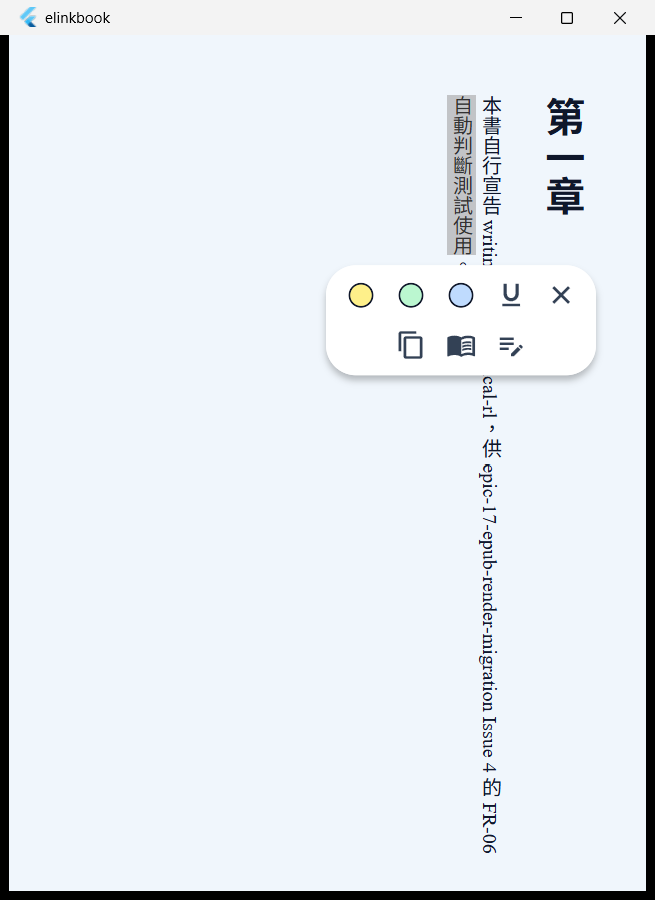 elinkbook
第一章
本書自行宣告 cal-rl，供 epic-17-epub-render-migration Issue 4 的 FR-06
自動判斷測試使用。